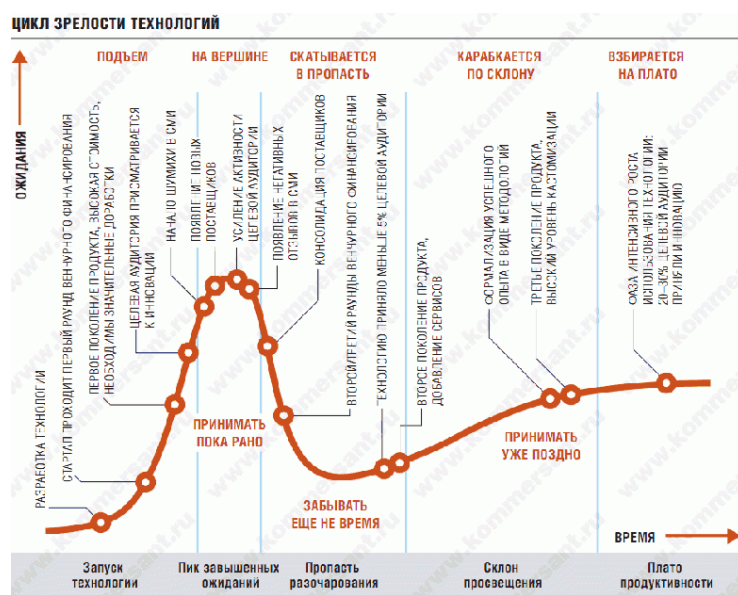 ЦИКЛ ЗРЕЛОСТИ ТЕХНОЛОГИЙ
ПОДЪЕМ
НА ВЕРШИНЕ
СКАТЫВАЕТСЯ
В ПРОПАСТЬ
КАРАБКАЕТСЯ
ПО СКЛОНУ
ВЗБИРАЕТСЯ
НА ПЛАТО
ОЖИДАНИЯ
РАЗРАБОТКА ТЕХНОЛОГИИ
СТАРТАП ПРОХОДИТ ПЕРВЫЙ РАУНД ВЕНЧУРНОГО ФИНАНСИРОВАНИЯ
ПЕРВОЕ ПОКОЛЕНИЕ ПРОДУКТА, ВЫСОКАЯ СТОИМОСТЬ,
НЕОБХОДИМЫ ЗНАЧИТЕЛЬНЫЕ ДОРАБОТКИ
ЦЕЛЕВАЯ АУДИТОРИЯ ПРИСМАТРИВАЕТСЯ
К ИННОВАЦИИ
НАЧАЛО ШУМИХИ В СМИ
ПОЯВЛЕНИЕ НОВЫХ
ПОСТАВЩИКОВ
УСИЛЕНИЕ АКТИВНОСТИ
ЦЕЛЕВОЙ АУДИТОРИИ
ПОЯВЛЕНИЕ НЕГАТИВНЫХ
ОТЗЫВОВ В СМИ
КОНСОЛИДАЦИЯ ПОСТАВЩИКОВ
ВТОРОЙ/ТРЕТИЙ РАУНДЫ ВЕНЧУРНОГО ФИНАНСИРОВАНИЯ
ТЕХНОЛОГИЮ ПРИНЯЛО МЕНЬШЕ 5% ЦЕЛЕВОЙ АУДИТОРИИ
ВТОРОЕ ПОКОЛЕНИЕ ПРОДУКТА,
ДОБАВЛЕНИЕ СЕРВИСОВ
ФОРМАЛИЗАЦИЯ УСПЕШНОГО
ОПЫТА В ВИДЕ МЕТОДОЛОГИЙ
ТРЕТЬЕ ПОКОЛЕНИЕ ПРОДУКТА,
ВЫСОКИЙ УРОВЕНЬ КАСТОМИЗАЦИИ
ФАЗА ИНТЕНСИВНОГО РОСТА
ИСПОЛЬЗОВАНИЯ ТЕХНОЛОГИИ:
20–30% ЦЕЛЕВОЙ АУДИТОРИИ
ПРИНЯЛИ ИННОВАЦИЮ
ПРИНИМАТЬ
ПОКА РАНО
ЗАБЫВАТЬ
ЕЩЕ НЕ ВРЕМЯ
ПРИНИМАТЬ
УЖЕ ПОЗДНО
ВРЕМЯ
Запуск
технологии
Пик завышенных
ожиданий
Пропасть
разочарования
Склон
просвещения
Плато
продуктивности
www.kommersant.ru